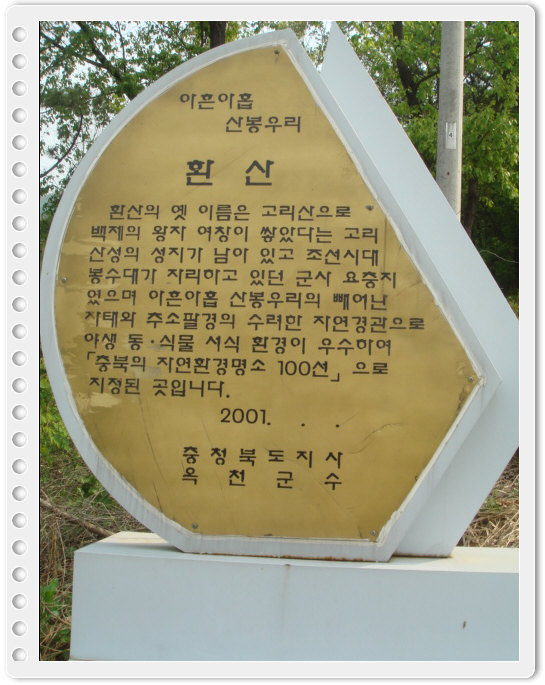 아흔아홉
산봉우리
환 산
환산의 옛 이름은 고리산으로
백제의 왕자 여창이 쌓았다는 고리
산성의 성지가 남아 있고 조선시대
봉수대가 자리하고 있던 군사 요충지
였으며 아흔아홉 산봉우리의 빼어난
자태와 추소팔경의 수려한 자연경관으로
야생 동·식물 서식 환경이 우수하여
「충북의 자연환경명소 100선」으로
지정된 곳입니다.
2001. . .
충청북도지사
옥 천 군 수
4